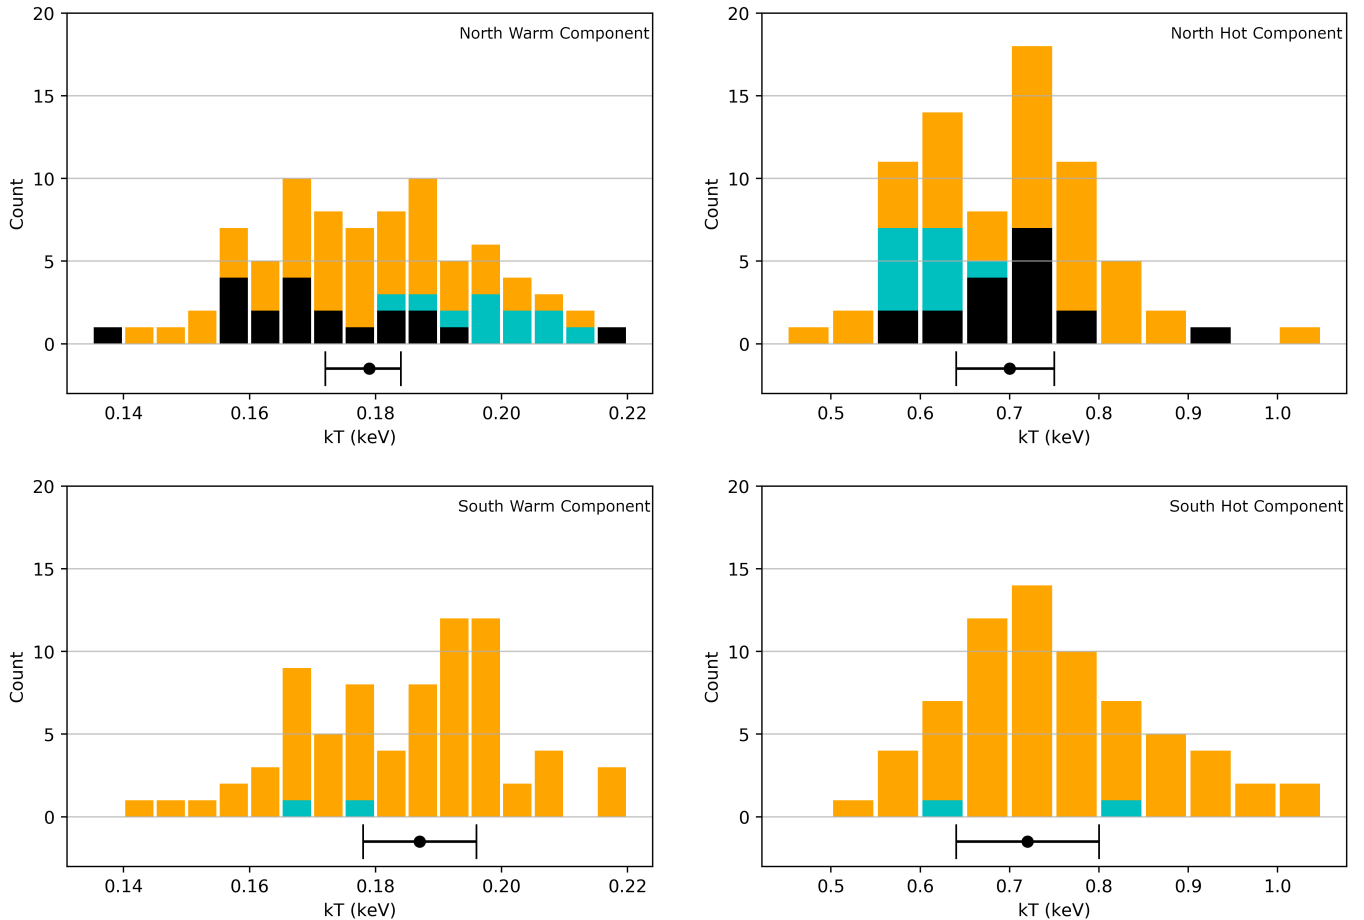 20
North Warm Component
15
10
5
0
Count
0.14 0.16 0.18 0.20 0.22
kT (keV)
20
North Hot Component
15
10
5
0
Count
0.5 0.6 0.7 0.8 0.9 1.0
kT (keV)
20
South Warm Component
15
10
5
0
Count
0.14 0.16 0.18 0.20 0.22
kT (keV)
20
South Hot Component
15
10
5
0
Count
0.5 0.6 0.7 0.8 0.9 1.0
kT (keV)